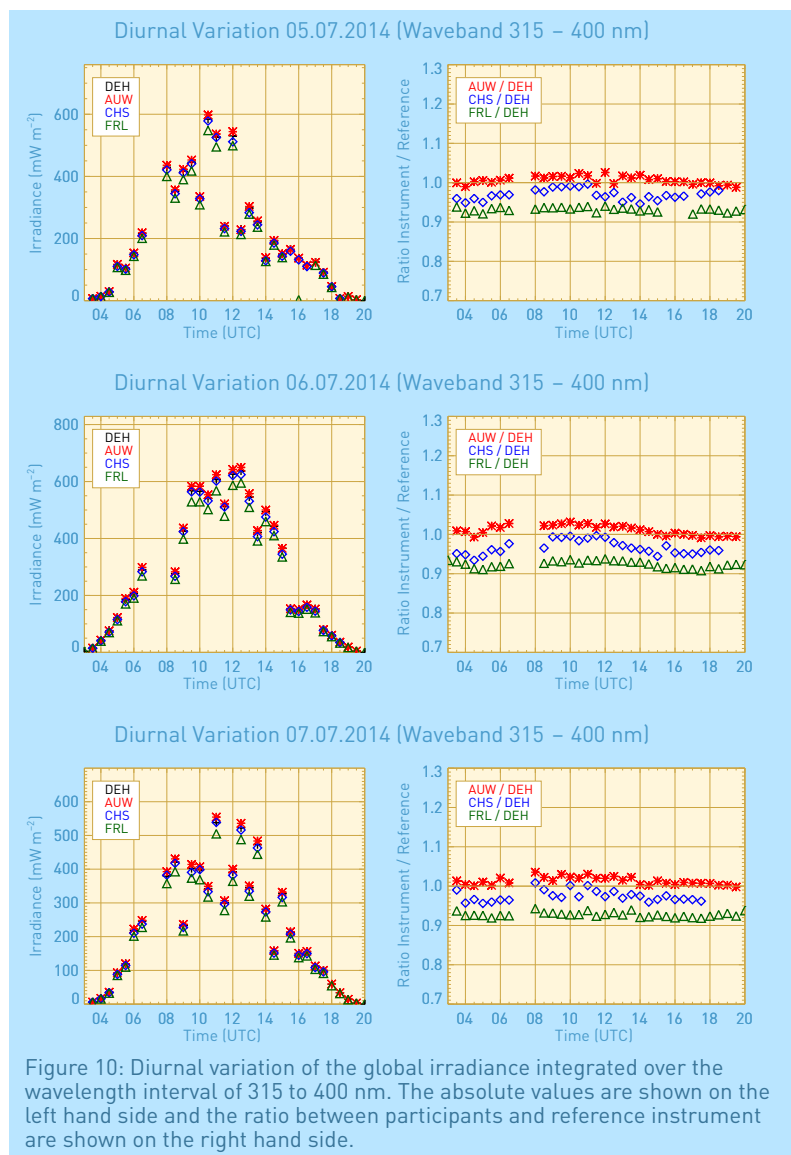 Diurnal Variation 05.07.2014 (Waveband 315 – 400 nm)
Irradiance (mW m⁻²)
600
400
200
0
DEH
AUW
CHS
FRL
04 06 08 10 12 14 16 18 20
Time (UTC)
Ratio Instrument / Reference
1.3
1.2
1.1
1.0
0.9
0.8
0.7
AUW / DEH
CHS / DEH
FRL / DEH
04 06 08 10 12 14 16 18 20
Time (UTC)
Diurnal Variation 06.07.2014 (Waveband 315 – 400 nm)
Irradiance (mW m⁻²)
800
600
400
200
0
DEH
AUW
CHS
FRL
04 06 08 10 12 14 16 18 20
Time (UTC)
Ratio Instrument / Reference
1.3
1.2
1.1
1.0
0.9
0.8
0.7
AUW / DEH
CHS / DEH
FRL / DEH
04 06 08 10 12 14 16 18 20
Time (UTC)
Diurnal Variation 07.07.2014 (Waveband 315 – 400 nm)
Irradiance (mW m⁻²)
600
500
400
300
200
100
0
DEH
AUW
CHS
FRL
04 06 08 10 12 14 16 18 20
Time (UTC)
Ratio Instrument / Reference
1.3
1.2
1.1
1.0
0.9
0.8
0.7
AUW / DEH
CHS / DEH
FRL / DEH
04 06 08 10 12 14 16 18 20
Time (UTC)
Figure 10: Diurnal variation of the global irradiance integrated over the
wavelength interval of 315 to 400 nm. The absolute values are shown on the
left hand side and the ratio between participants and reference instrument
are shown on the right hand side.